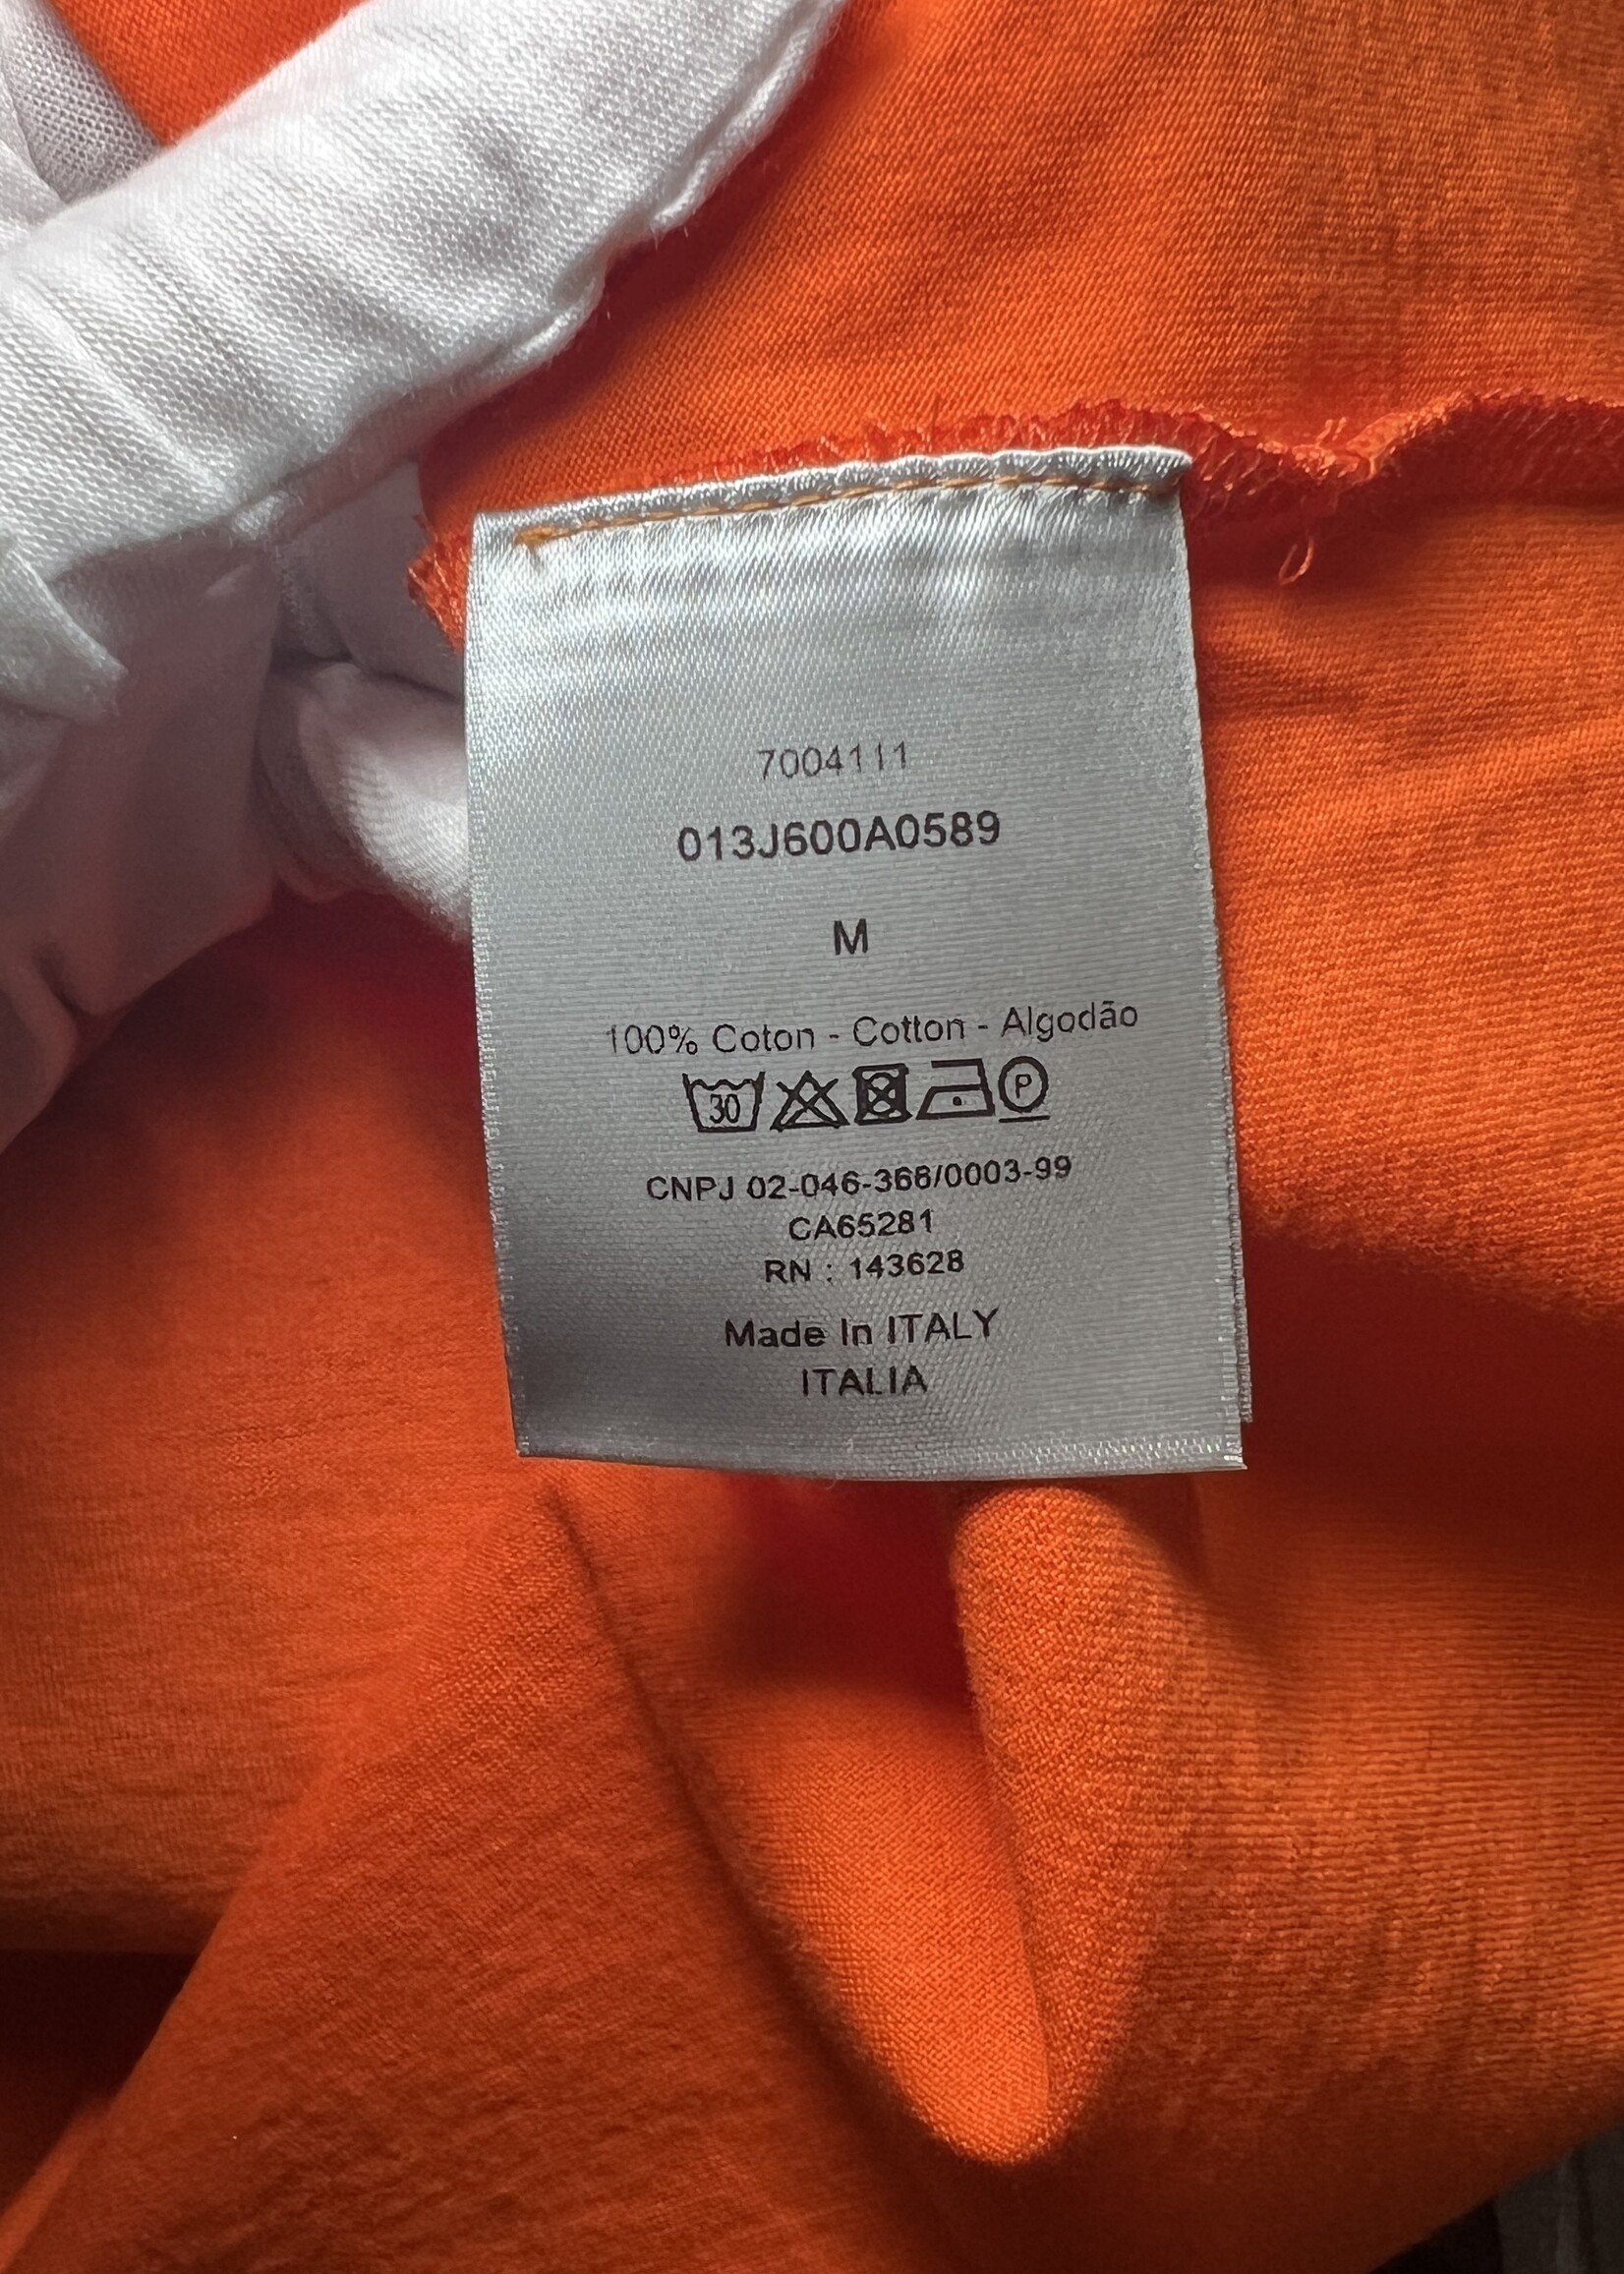 7004111
013J600A0589
M
100% Coton - Cotton - Algodão
30 P
CNPJ 02-046-366/0003-99
CA65281
RN : 143628
Made In ITALY
ITALIA